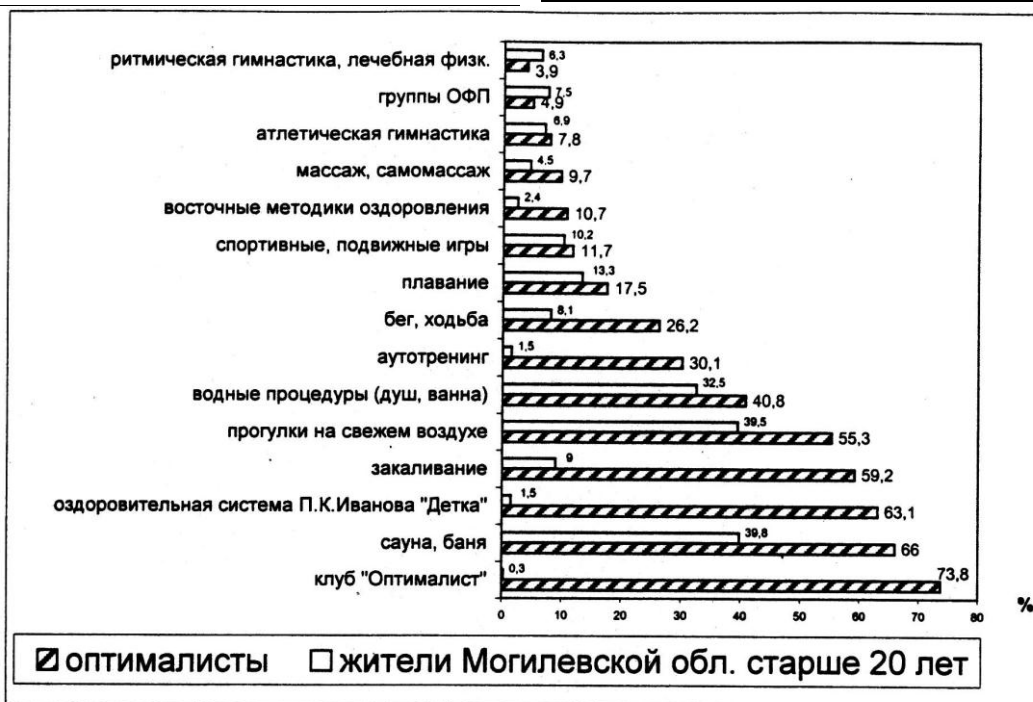 ритмическая гимнастика, лечебная физк.
6,3
3,9
группы ОФП
7,5
4,9
атлетическая гимнастика
6,9
7,8
массаж, самомассаж
4,5
9,7
восточные методики оздоровления
2,4
10,7
спортивные, подвижные игры
10,2
11,7
плавание
13,3
17,5
бег, ходьба
8,1
26,2
аутотренинг
1,5
30,1
водные процедуры (душ, ванна)
32,5
40,8
прогулки на свежем воздухе
39,5
55,3
закаливание
9
59,2
оздоровительная система П.К.Иванова "Детка"
1,5
63,1
сауна, баня
39,8
66
клуб "Оптималист"
0,3
73,8
0 10 20 30 40 50 60 70 80
%
оптималисты жители Могилевской обл. старше 20 лет